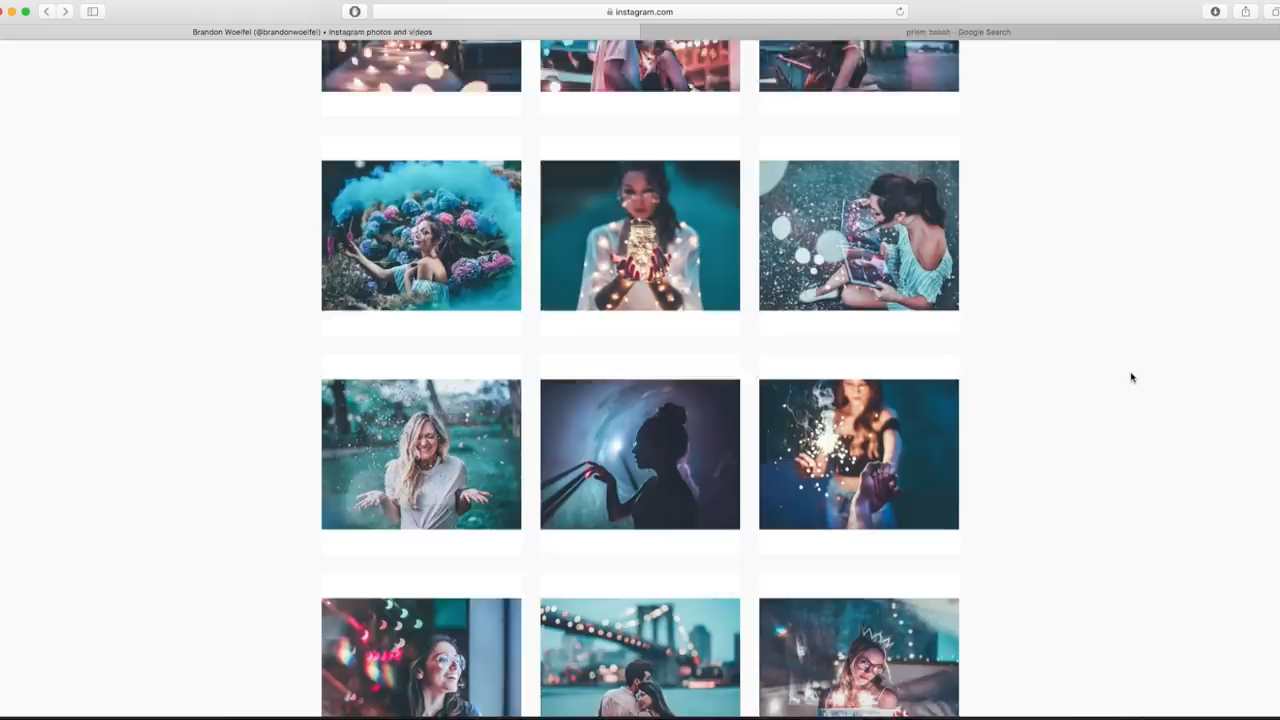 instagram.com
Brandon Woelfel (@brandonwoelfel) • Instagram photos and videos
prism bokeh - Google Search